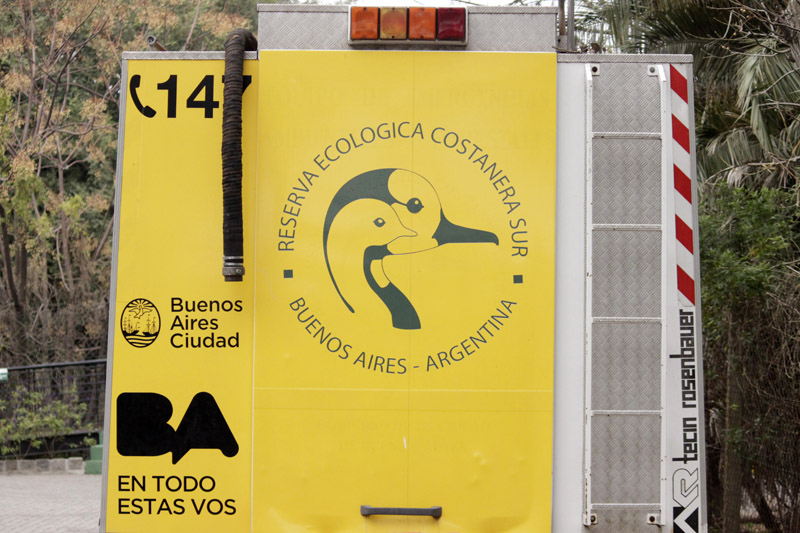 147
RESERVA ECOLOGICA COSTANERA SUR
BUENOS AIRES - ARGENTINA
Buenos
Aires
Ciudad
BA
EN TODO
ESTAS VOS
tecin rosenbauer